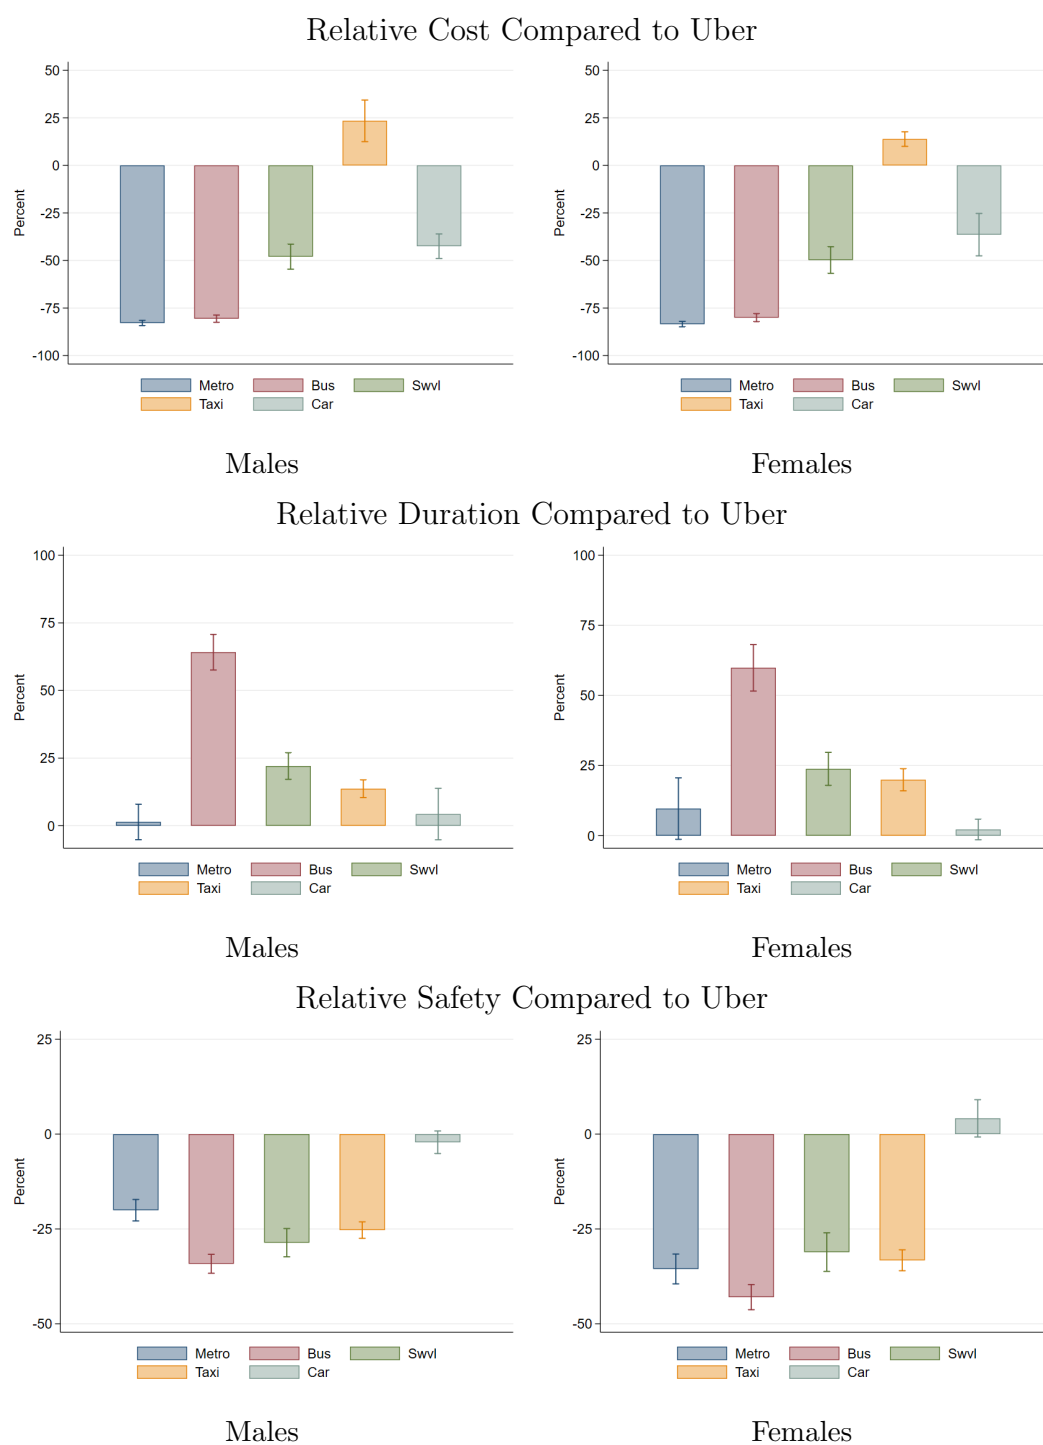 Relative Cost Compared to Uber
50
25
0
-25
-50
-75
-100
Percent
Metro Bus Swvl
Taxi Car
Males
50
25
0
-25
-50
-75
-100
Percent
Metro Bus Swvl
Taxi Car
Females
Relative Duration Compared to Uber
100
75
50
25
0
Percent
Metro Bus Swvl
Taxi Car
Males
100
75
50
25
0
Percent
Metro Bus Swvl
Taxi Car
Females
Relative Safety Compared to Uber
25
0
-25
-50
Percent
Metro Bus Swvl
Taxi Car
Males
25
0
-25
-50
Percent
Metro Bus Swvl
Taxi Car
Females